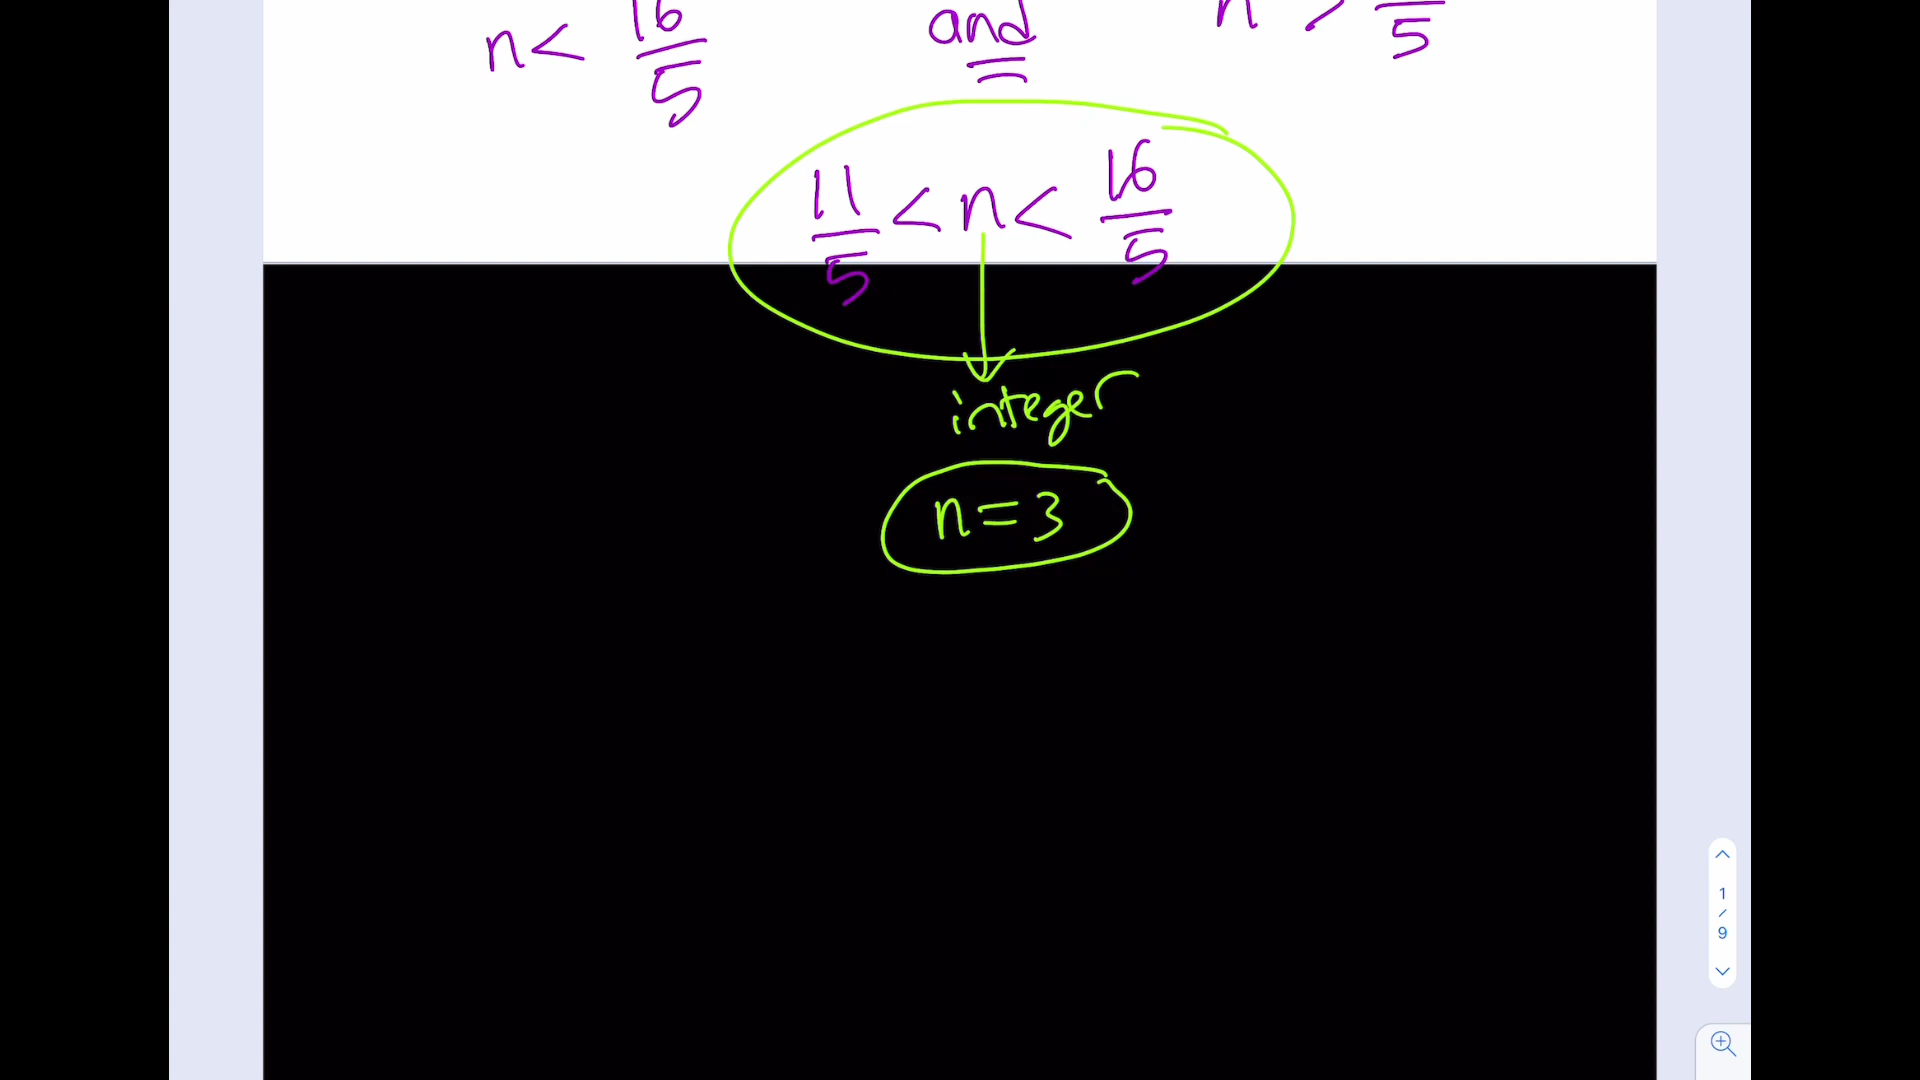 n < 16/5 and n > /5
11/5 < n < 16/5
integer
n = 3
1
/
9